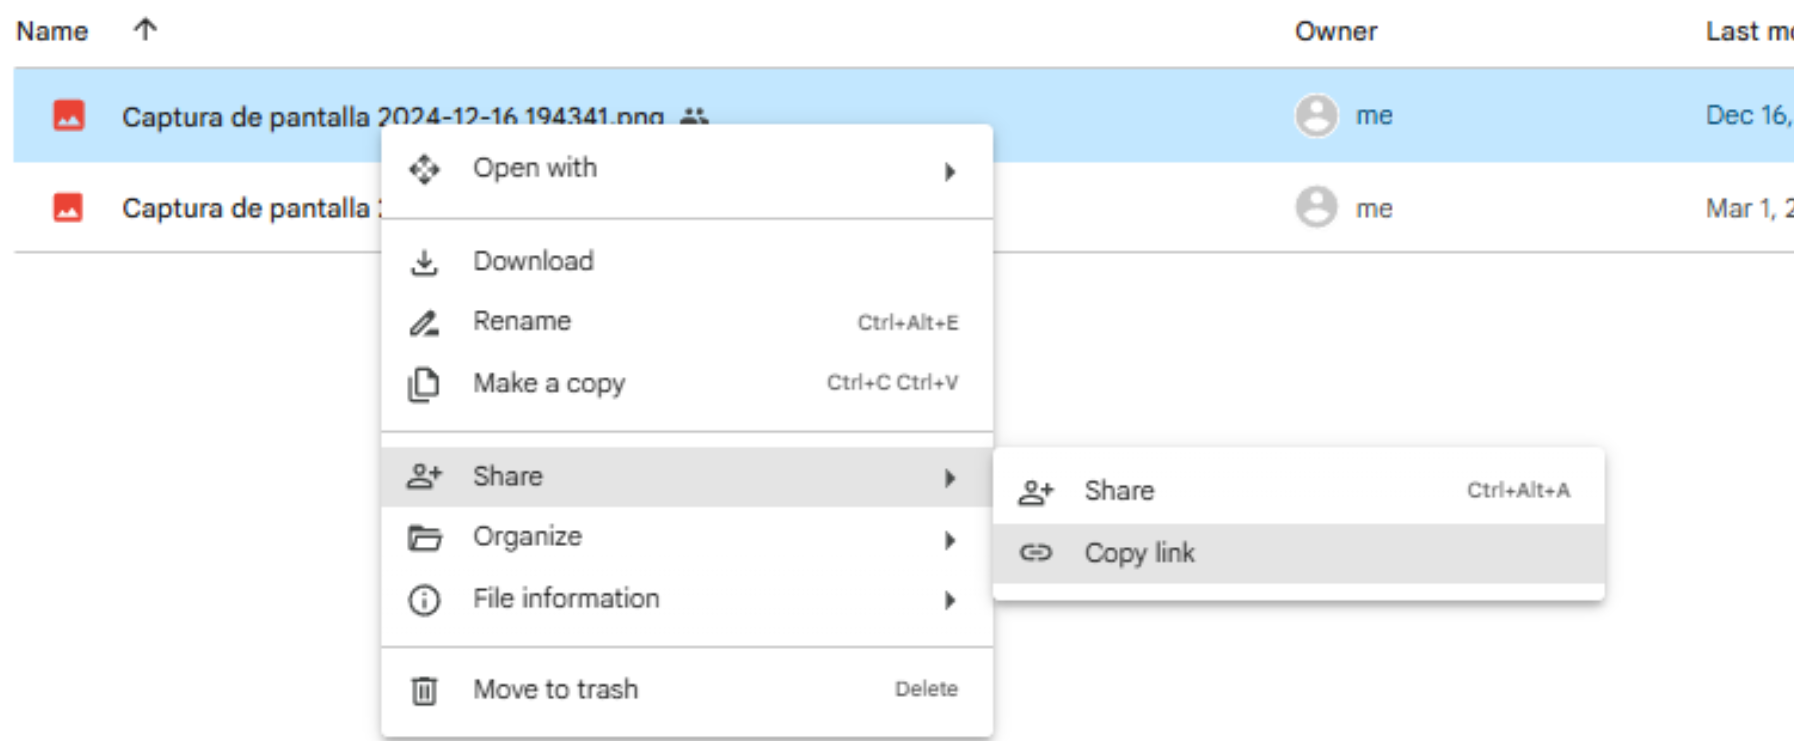 Name Owner Last mo
Captura de pantalla 2024-12-16 194341.png me Dec 16,
Open with
Captura de pantalla me Mar 1, 2
Download
Rename Ctrl+Alt+E
Make a copy Ctrl+C Ctrl+V
Share
Share Ctrl+Alt+A
Organize
Copy link
File information
Move to trash Delete